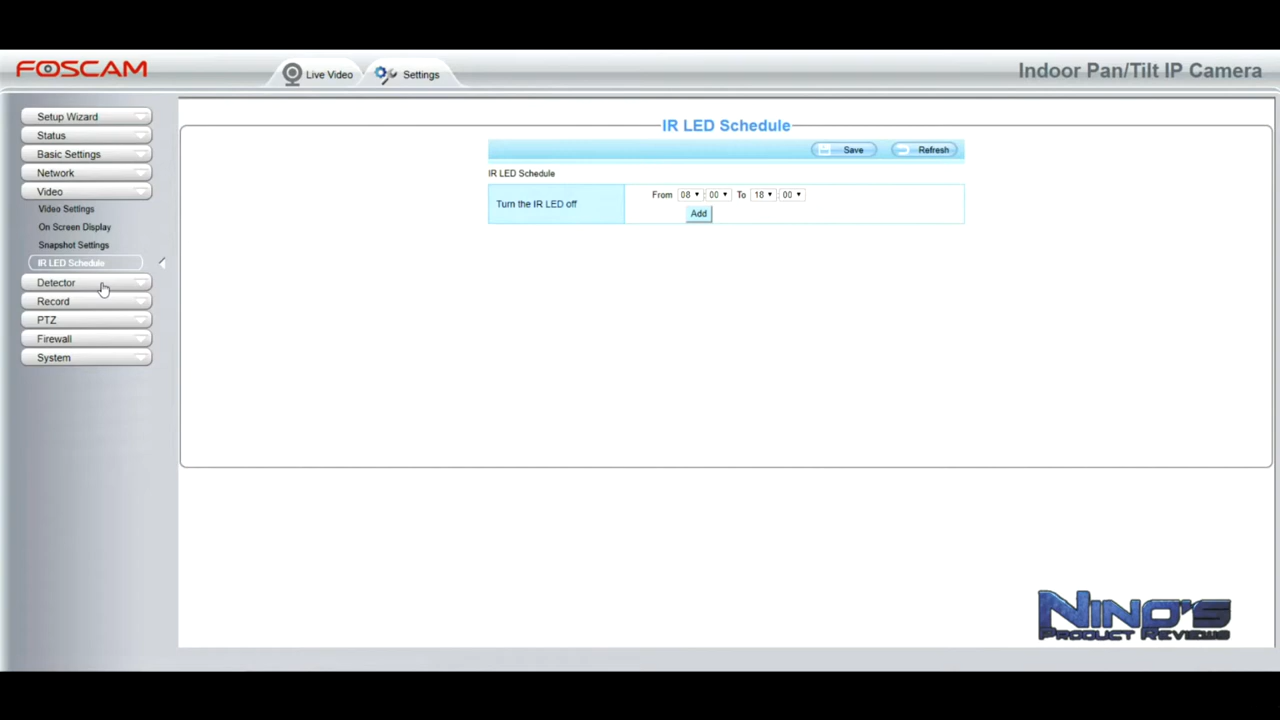 FOSCAM
Live Video
Settings
Indoor Pan/Tilt IP Camera
Setup Wizard
Status
Basic Settings
Network
Video
Video Settings
On Screen Display
Snapshot Settings
IR LED Schedule
Detector
Record
PTZ
Firewall
System
IR LED Schedule
Save
Refresh
IR LED Schedule
Turn the IR LED off
From 08 : 00 To 18 : 00
Add
NINO'S
PRODUCT REVIEWS